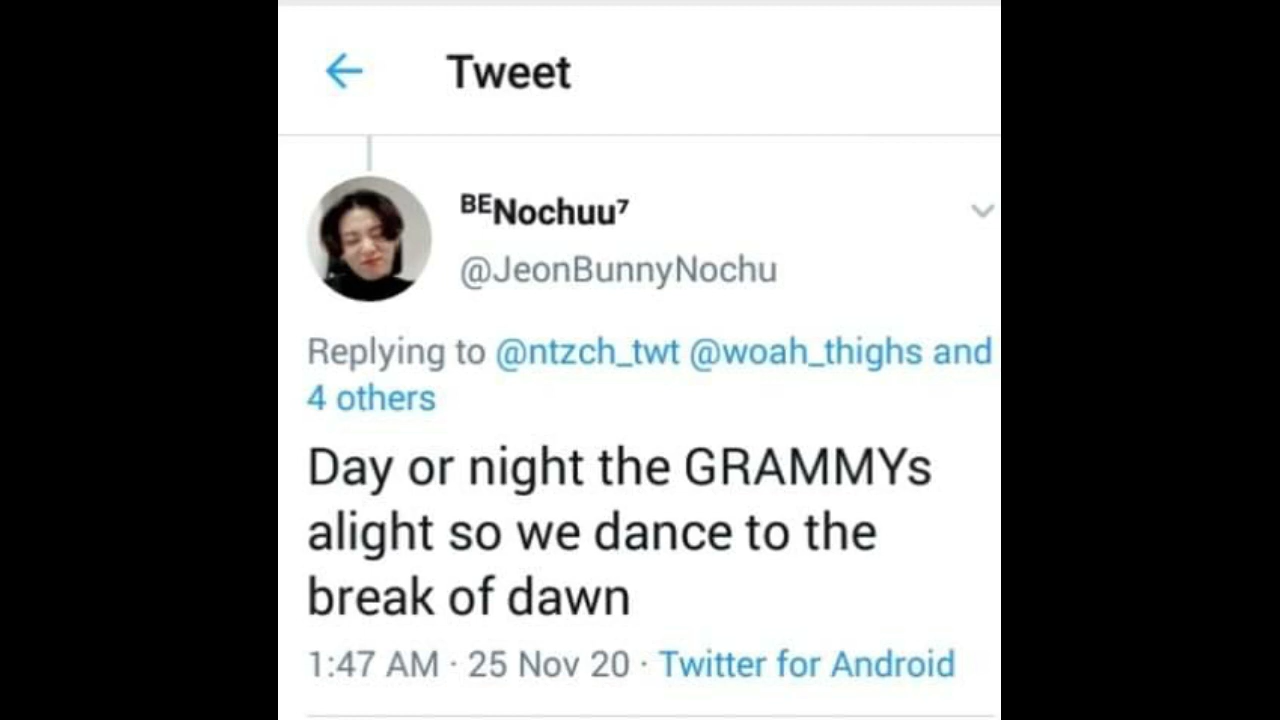 Tweet
ᴮᴱNochuu⁷
@JeonBunnyNochu
Replying to @ntzch_twt @woah_thighs and
4 others
Day or night the GRAMMYs
alight so we dance to the
break of dawn
1:47 AM · 25 Nov 20 · Twitter for Android